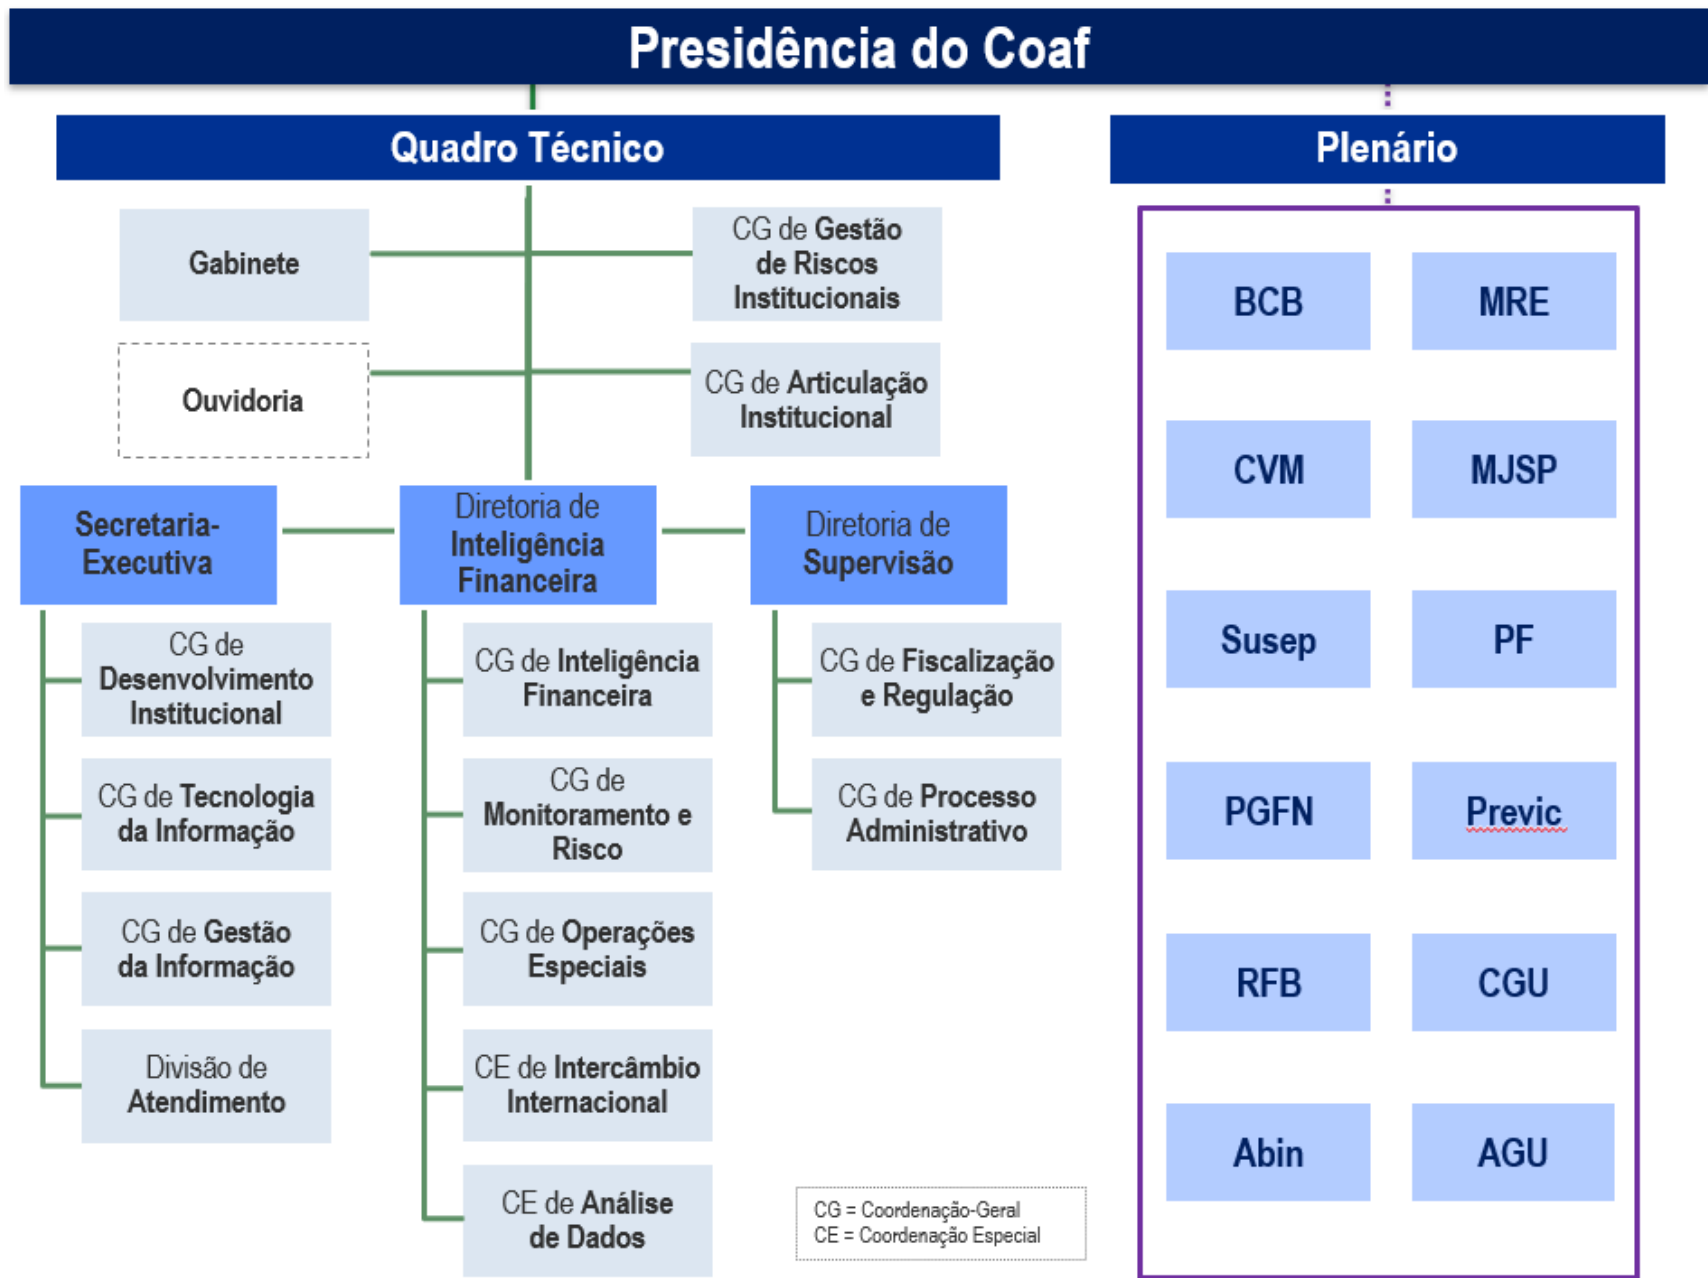 Presidência do Coaf
Quadro Técnico
Plenário
Gabinete
CG de Gestão
de Riscos
Institucionais
Ouvidoria
CG de Articulação
Institucional
Secretaria-
Executiva
Diretoria de
Inteligência
Financeira
Diretoria de
Supervisão
CG de
Desenvolvimento
Institucional
CG de Tecnologia
da Informação
CG de Gestão
da Informação
Divisão de
Atendimento
CG de Inteligência
Financeira
CG de
Monitoramento e
Risco
CG de Operações
Especiais
CE de Intercâmbio
Internacional
CE de Análise
de Dados
CG de Fiscalização
e Regulação
CG de Processo
Administrativo
CG = Coordenação-Geral
CE = Coordenação Especial
BCB
MRE
CVM
MJSP
Susep
PF
PGFN
Previc
RFB
CGU
Abin
AGU